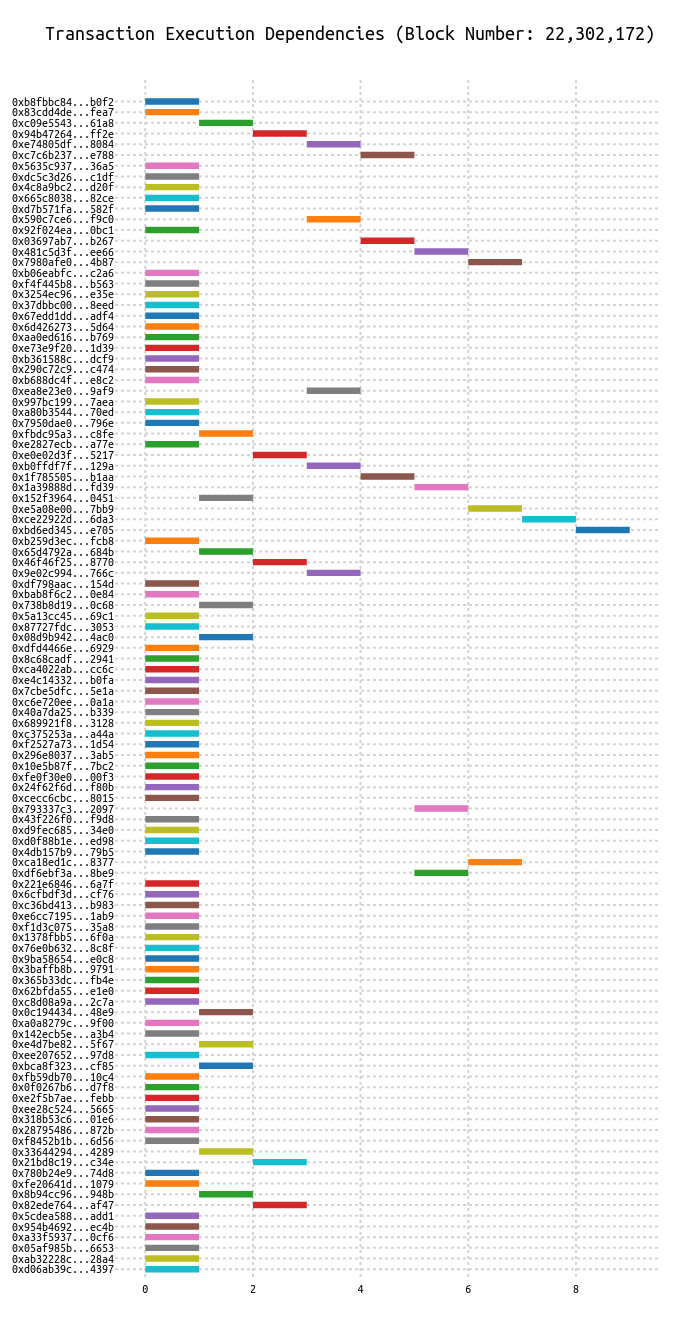 Transaction Execution Dependencies (Block Number: 22,302,172)
0xb8fbbc84...b0f2
0x83cdd4de...fea7
0xc09e5543...61a8
0x94b47264...ff2e
0xe74805df...8084
0xc7c6b237...e788
0x5635c937...36a5
0xdc5c3d26...c1df
0x4c8a9bc2...d20f
0x665c8038...82ce
0xd7b571fa...582f
0x590c7ce6...f9c0
0x92f024ea...0bc1
0x03697ab7...b267
0x481c5d3f...ee66
0x7980afe0...4b87
0xb06eabfc...c2a6
0xf4f445b8...b563
0x3254ec96...e35e
0x37dbbc00...8eed
0x67edd1dd...adf4
0x6d426273...5d64
0xaa0ed616...b769
0xe73e9f20...1d39
0xb361588c...dcf9
0x290c72c9...c474
0xb688dc4f...e8c2
0xea8e23e0...9af9
0x997bc199...7aea
0xa80b3544...70ed
0x7950dae0...796e
0xfbdc95a3...c8fe
0xe2827ecb...a77e
0xe0e02d3f...5217
0xb0ffdf7f...129a
0x1f785505...b1aa
0x1a39888d...fd39
0x152f3964...0451
0xe5a08e00...7bb9
0xce22922d...6da3
0xbd6ed345...e705
0xb259d3ec...fcb8
0x65d4792a...684b
0x46f46f25...8770
0x9e02c994...766c
0xdf798aac...154d
0xbab8f6c2...0e84
0x738b8d19...0c68
0x5a13cc45...69c1
0x87727fdc...3053
0x08d9b942...4ac0
0xdfd4466e...6929
0x8c68cadf...2941
0xca4022ab...cc6c
0xe4c14332...b0fa
0x7cbe5dfc...5e1a
0xc6e720ee...0a1a
0x40a7da25...b339
0x689921f8...3128
0xc375253a...a44a
0xf2527a73...1d54
0x296e8037...3ab5
0x10e5b87f...7bc2
0xfe0f30e0...00f3
0x24f62f6d...f80b
0xcecc6cbc...8015
0x793337c3...2097
0x43f226f0...f9d8
0xd9fec685...34e0
0xd0f88b1e...ed98
0x4db157b9...79b5
0xca18ed1c...8377
0xdf6ebf3a...8be9
0x221e6846...6a7f
0x6cfbdf3d...cf76
0xc36bd413...b983
0xe6cc7195...1ab9
0xf1d3c075...35a8
0x1378fbb5...6f0a
0x76e0b632...8c8f
0x9ba58654...e0c8
0x3baffb8b...9791
0x365b33dc...fb4e
0x62bfda55...e1e0
0xc8d08a9a...2c7a
0x0c194434...48e9
0xa0a8279c...9f00
0x142ecb5e...a3b4
0xe4d7be82...5f67
0xee207652...97d8
0xbca8f323...cf85
0xfb59db70...10c4
0x0f0267b6...d7f8
0xe2f5b7ae...febb
0xee28c524...5665
0x318b53c6...01e6
0x28795486...872b
0xf8452b1b...6d56
0x33644294...4289
0x21bd8c19...c34e
0x780b24e9...74d8
0xfe20641d...1079
0x8b94cc96...948b
0x82ede764...af47
0x5cdea588...add1
0x954b4692...ec4b
0xa33f5937...0cf6
0x05af985b...6653
0xab32228c...28a4
0xd06ab39c...4397
0 2 4 6 8